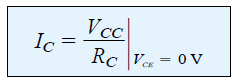 I_C = V_CC / R_C | V_CE = 0 V